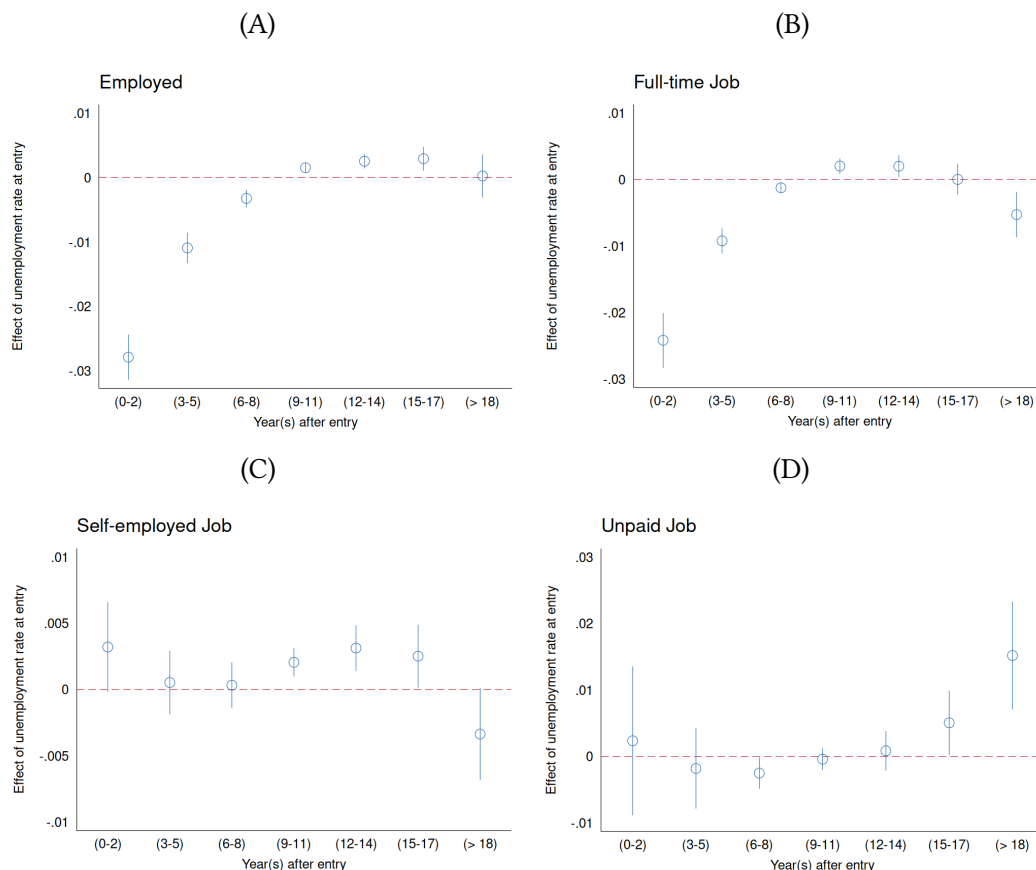 (A)
Employed
Effect of unemployment rate at entry
.01
0
-.01
-.02
-.03
(0-2) (3-5) (6-8) (9-11) (12-14) (15-17) (> 18)
Year(s) after entry
(B)
Full-time Job
Effect of unemployment rate at entry
.01
0
-.01
-.02
-.03
(0-2) (3-5) (6-8) (9-11) (12-14) (15-17) (> 18)
Year(s) after entry
(C)
Self-employed Job
Effect of unemployment rate at entry
.01
.005
0
-.005
-.01
(0-2) (3-5) (6-8) (9-11) (12-14) (15-17) (> 18)
Year(s) after entry
(D)
Unpaid Job
Effect of unemployment rate at entry
.03
.02
.01
0
-.01
(0-2) (3-5) (6-8) (9-11) (12-14) (15-17) (> 18)
Year(s) after entry